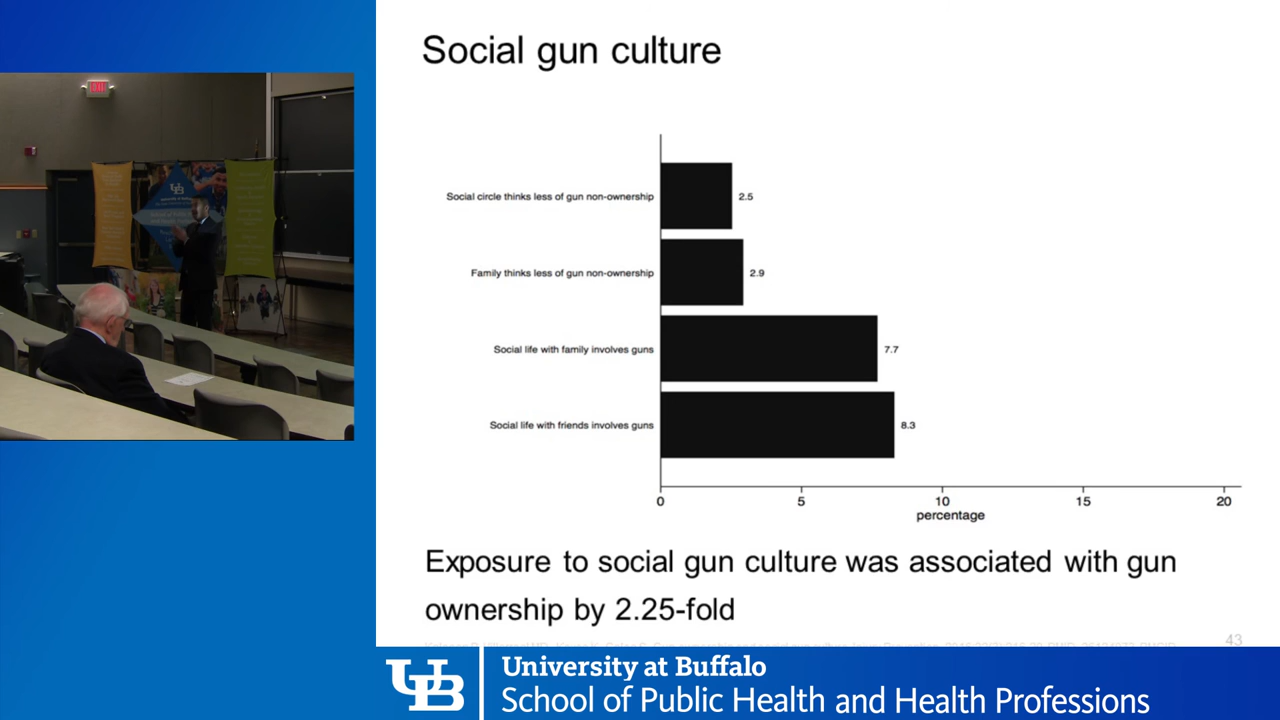 Social gun culture
Social circle thinks less of gun non-ownership
2.5
Family thinks less of gun non-ownership
2.9
Social life with family involves guns
7.7
Social life with friends involves guns
8.3
0 5 10 15 20
percentage
Exposure to social gun culture was associated with gun
ownership by 2.25-fold
43
EXIT
UB
UB
University at Buffalo
School of Public Health and Health Professions